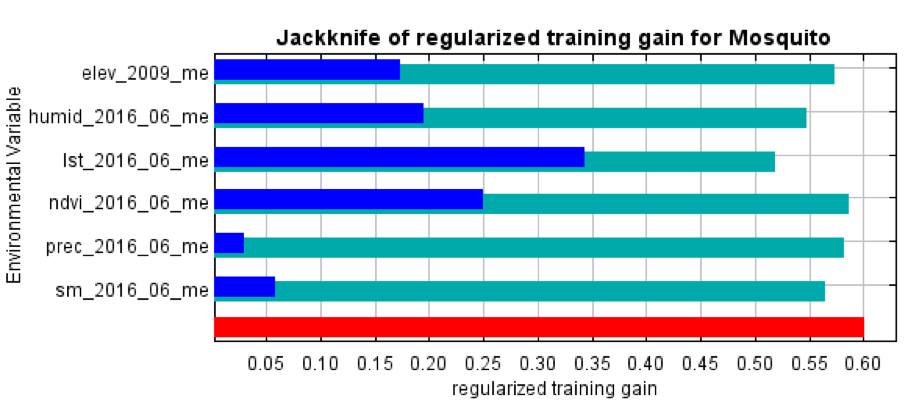 Jackknife of regularized training gain for Mosquito
Environmental Variable
elev_2009_me
humid_2016_06_me
lst_2016_06_me
ndvi_2016_06_me
prec_2016_06_me
sm_2016_06_me
0.05 0.10 0.15 0.20 0.25 0.30 0.35 0.40 0.45 0.50 0.55 0.60
regularized training gain